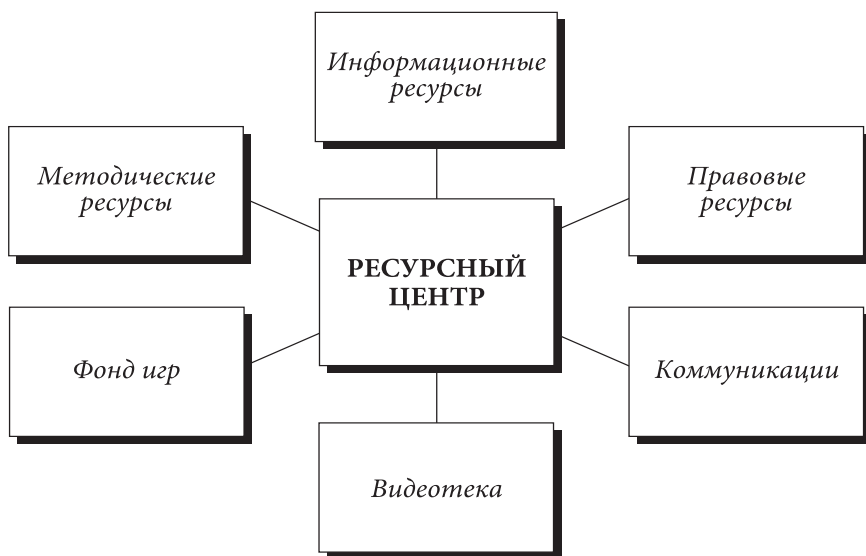 Информационные
ресурсы
Методические
ресурсы
Правовые
ресурсы
РЕСУРСНЫЙ
ЦЕНТР
Фонд игр
Коммуникации
Видеотека